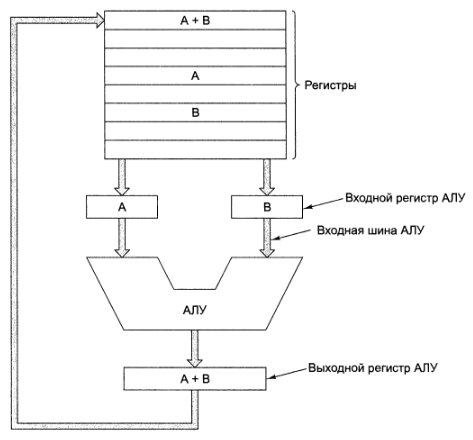 A + B
A
B
Регистры
A
B
Входной регистр АЛУ
Входная шина АЛУ
АЛУ
A + B
Выходной регистр АЛУ